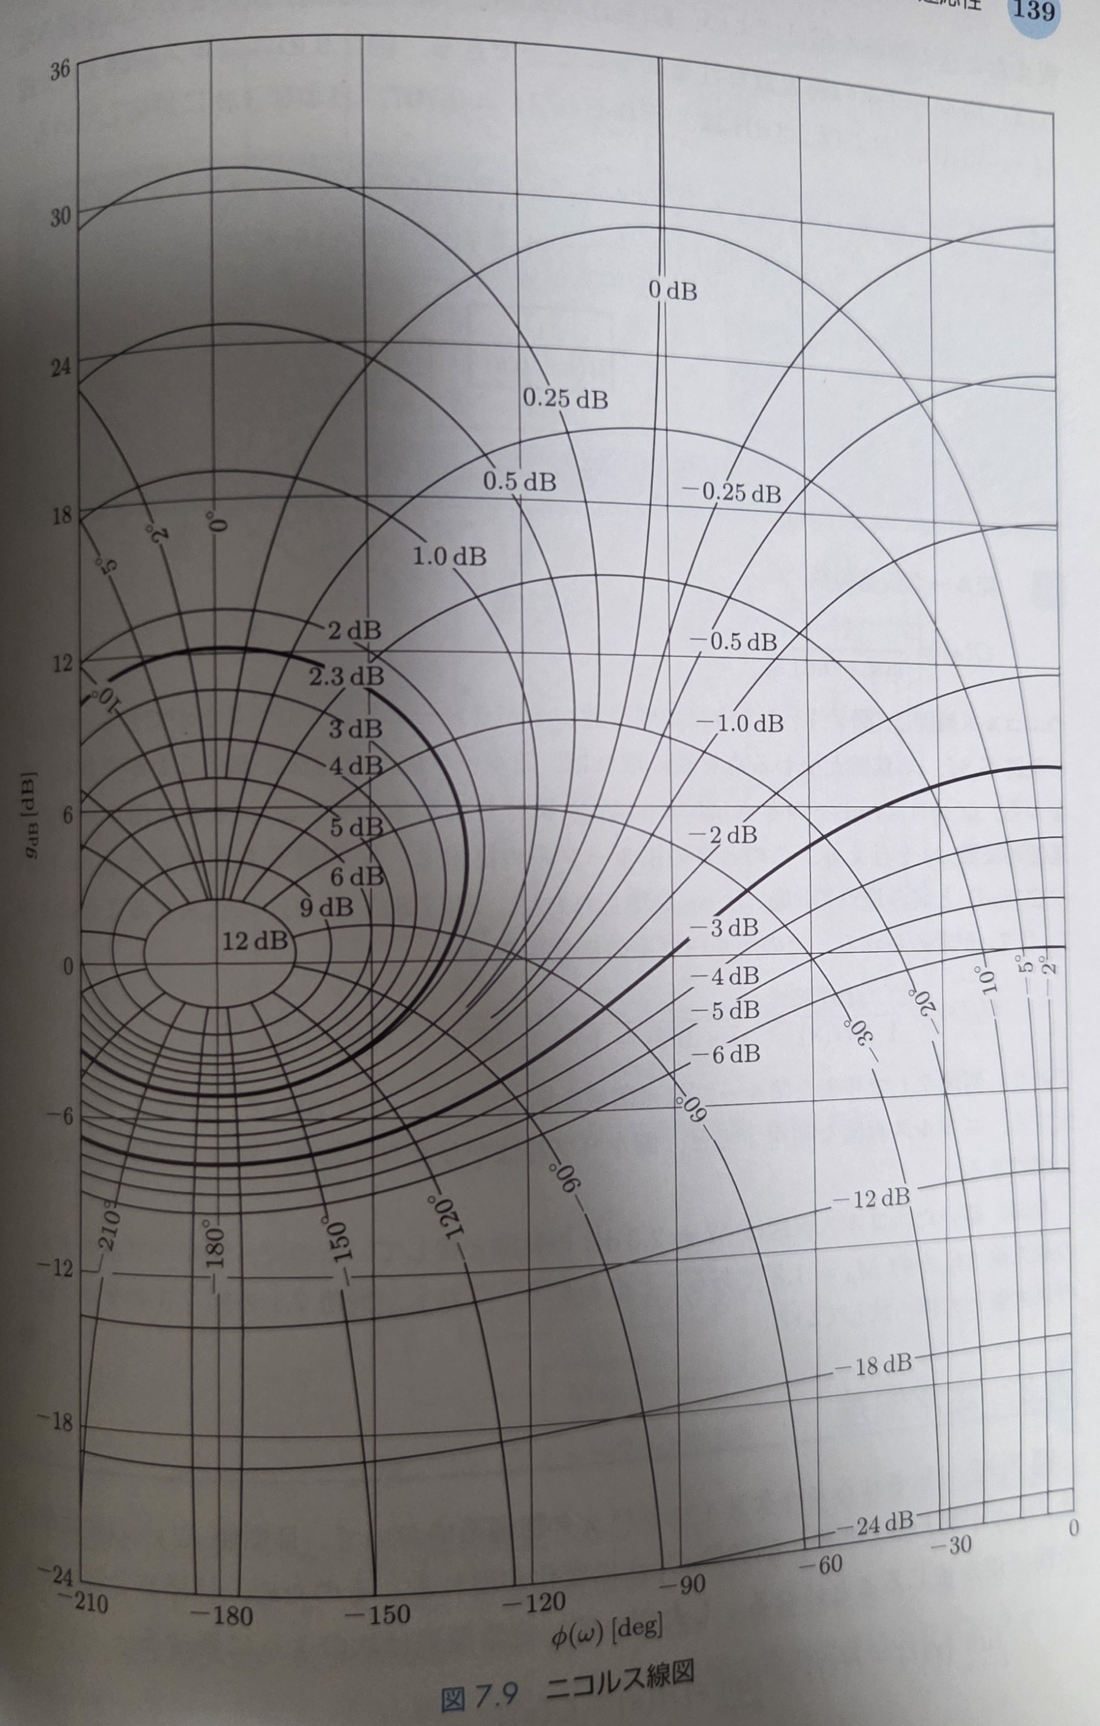 139
36
30
24
18
12
6
0
−6
−12
−18
−24
g_dB [dB]
0 dB
0.25 dB
0.5 dB
−0.25 dB
1.0 dB
2°
0°
5°
2 dB
−0.5 dB
10°
2.3 dB
3 dB
−1.0 dB
4 dB
5 dB
−2 dB
6 dB
9 dB
12 dB
−3 dB
−4 dB
−5 dB
−6 dB
−2°
−5°
−10°
−20°
−30°
60°
90°
−12 dB
−210°
−180°
−150°
120°
−18 dB
−24 dB
−210
−180
−150
−120
−90
−60
−30
0
ϕ(ω) [deg]
図 7.9 ニコルス線図